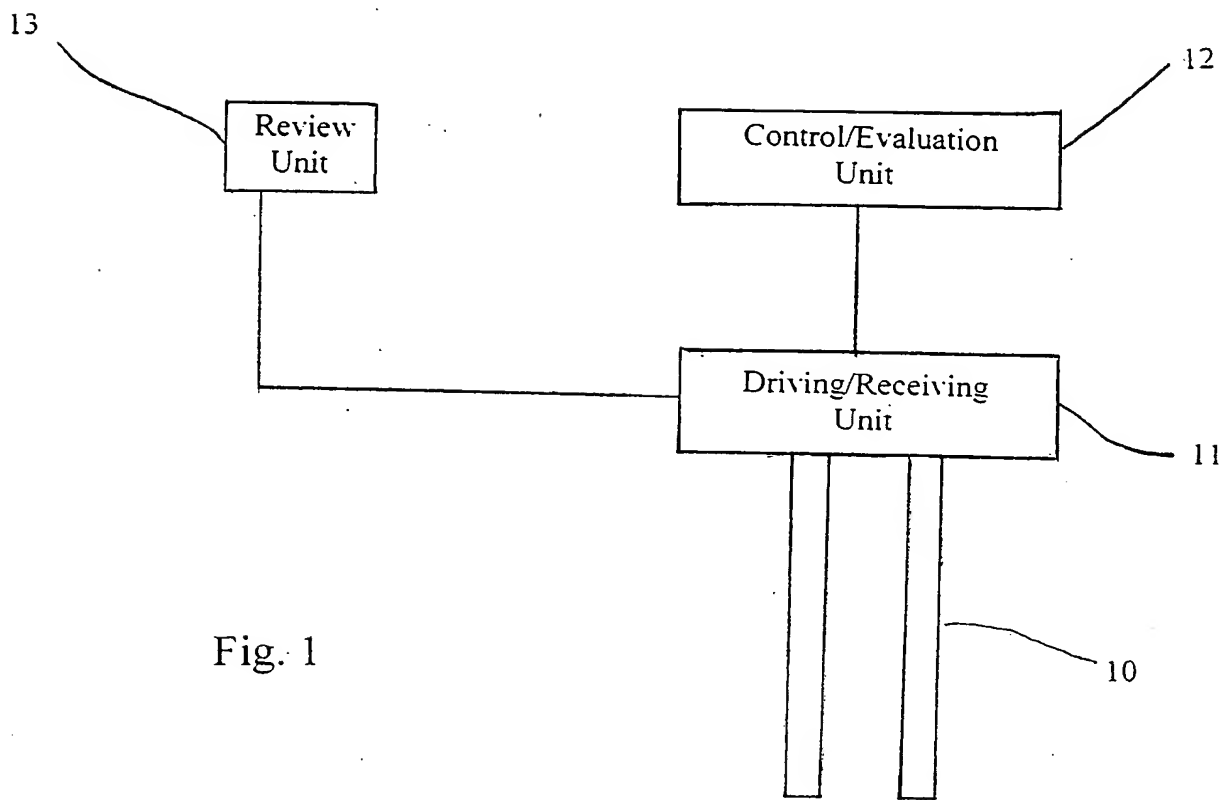 13
12
Review
Unit
Control/Evaluation
Unit
Driving/Receiving
Unit
11
Fig. 1
10